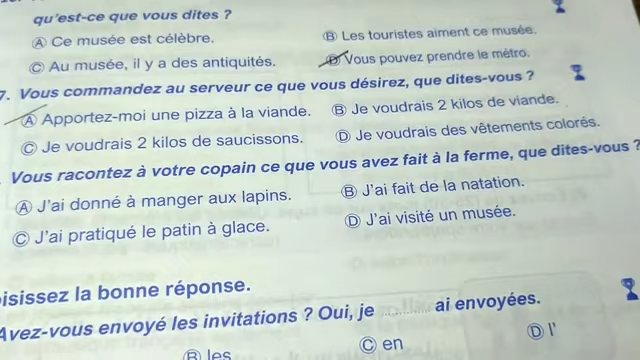 qu'est-ce que vous dites ?
Ⓐ Ce musée est célèbre. Ⓑ Les touristes aiment ce musée.
Ⓒ Au musée, il y a des antiquités. Ⓓ Vous pouvez prendre le métro.
7. Vous commandez au serveur ce que vous désirez, que dites-vous ?
Ⓐ Apportez-moi une pizza à la viande. Ⓑ Je voudrais 2 kilos de viande.
Ⓒ Je voudrais 2 kilos de saucissons. Ⓓ Je voudrais des vêtements colorés.
Vous racontez à votre copain ce que vous avez fait à la ferme, que dites-vous ?
Ⓐ J'ai donné à manger aux lapins. Ⓑ J'ai fait de la natation.
Ⓒ J'ai pratiqué le patin à glace. Ⓓ J'ai visité un musée.
oisissez la bonne réponse.
Avez-vous envoyé les invitations ? Oui, je ............ ai envoyées.
Ⓑ les Ⓒ en Ⓓ l'